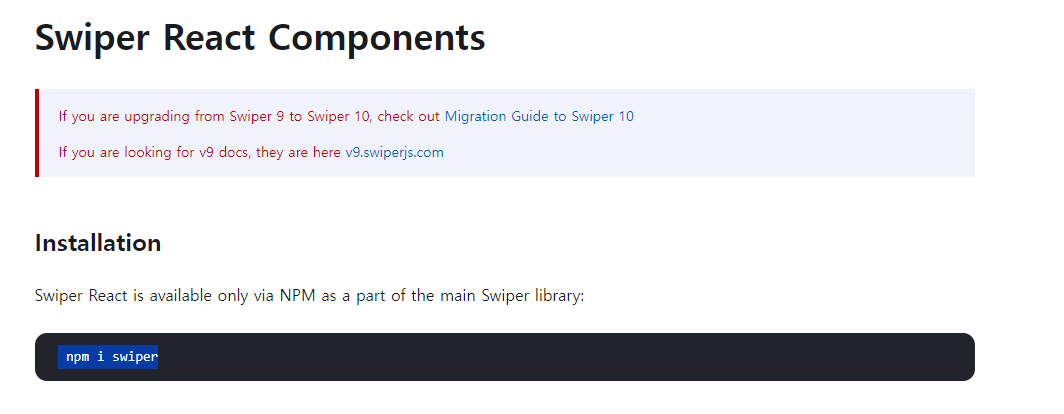 Swiper React Components
If you are upgrading from Swiper 9 to Swiper 10, check out Migration Guide to Swiper 10
If you are looking for v9 docs, they are here v9.swiperjs.com
Installation
Swiper React is available only via NPM as a part of the main Swiper library:
npm i swiper